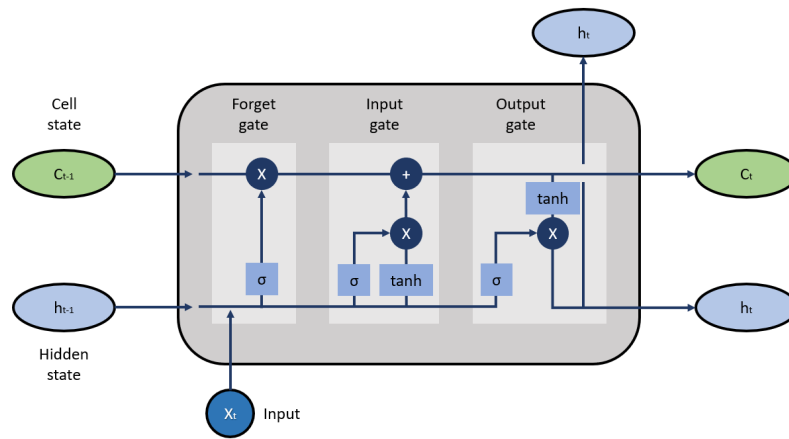 hₜ
Cell
state
Forget
gate
Input
gate
Output
gate
Cₜ₋₁
X
+
Cₜ
tanh
X
X
σ
σ
tanh
σ
hₜ₋₁
hₜ
Hidden
state
Xₜ
Input